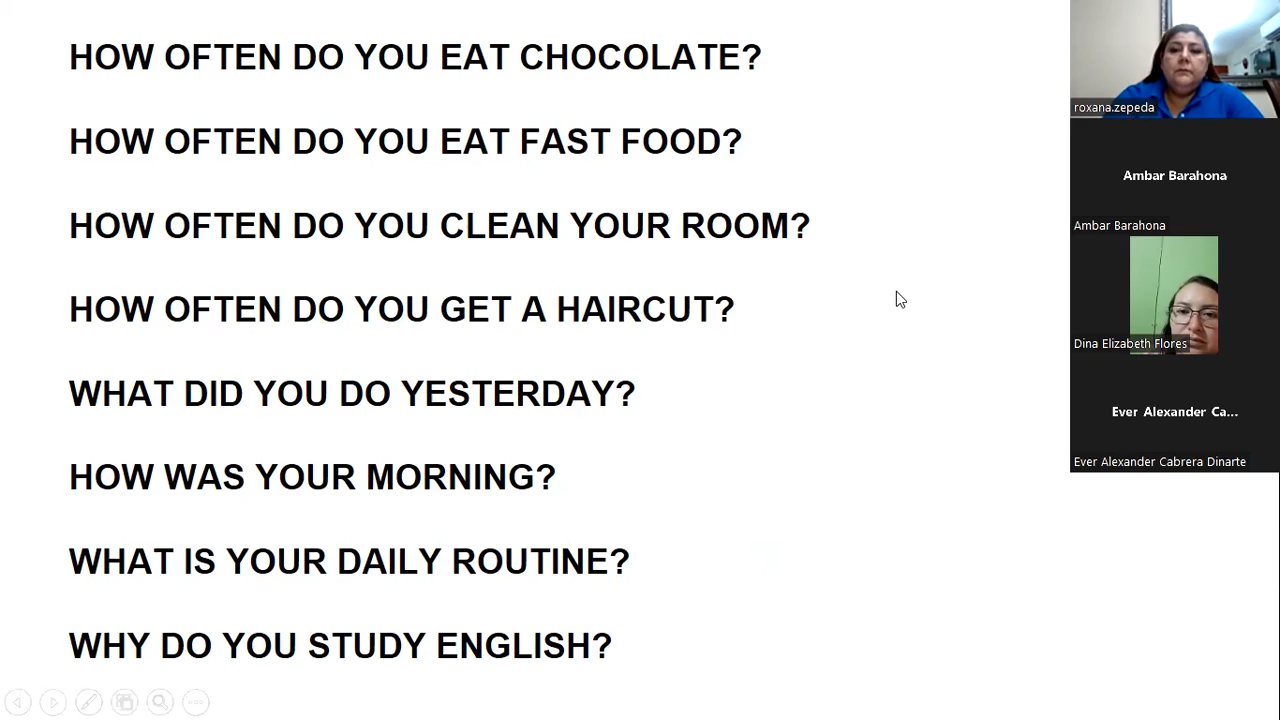 HOW OFTEN DO YOU EAT CHOCOLATE?
HOW OFTEN DO YOU EAT FAST FOOD?
HOW OFTEN DO YOU CLEAN YOUR ROOM?
HOW OFTEN DO YOU GET A HAIRCUT?
WHAT DID YOU DO YESTERDAY?
HOW WAS YOUR MORNING?
WHAT IS YOUR DAILY ROUTINE?
WHY DO YOU STUDY ENGLISH?
roxana.zepeda
Ambar Barahona
Ambar Barahona
Dina Elizabeth Flores
Ever Alexander Ca...
Ever Alexander Cabrera Dinarte